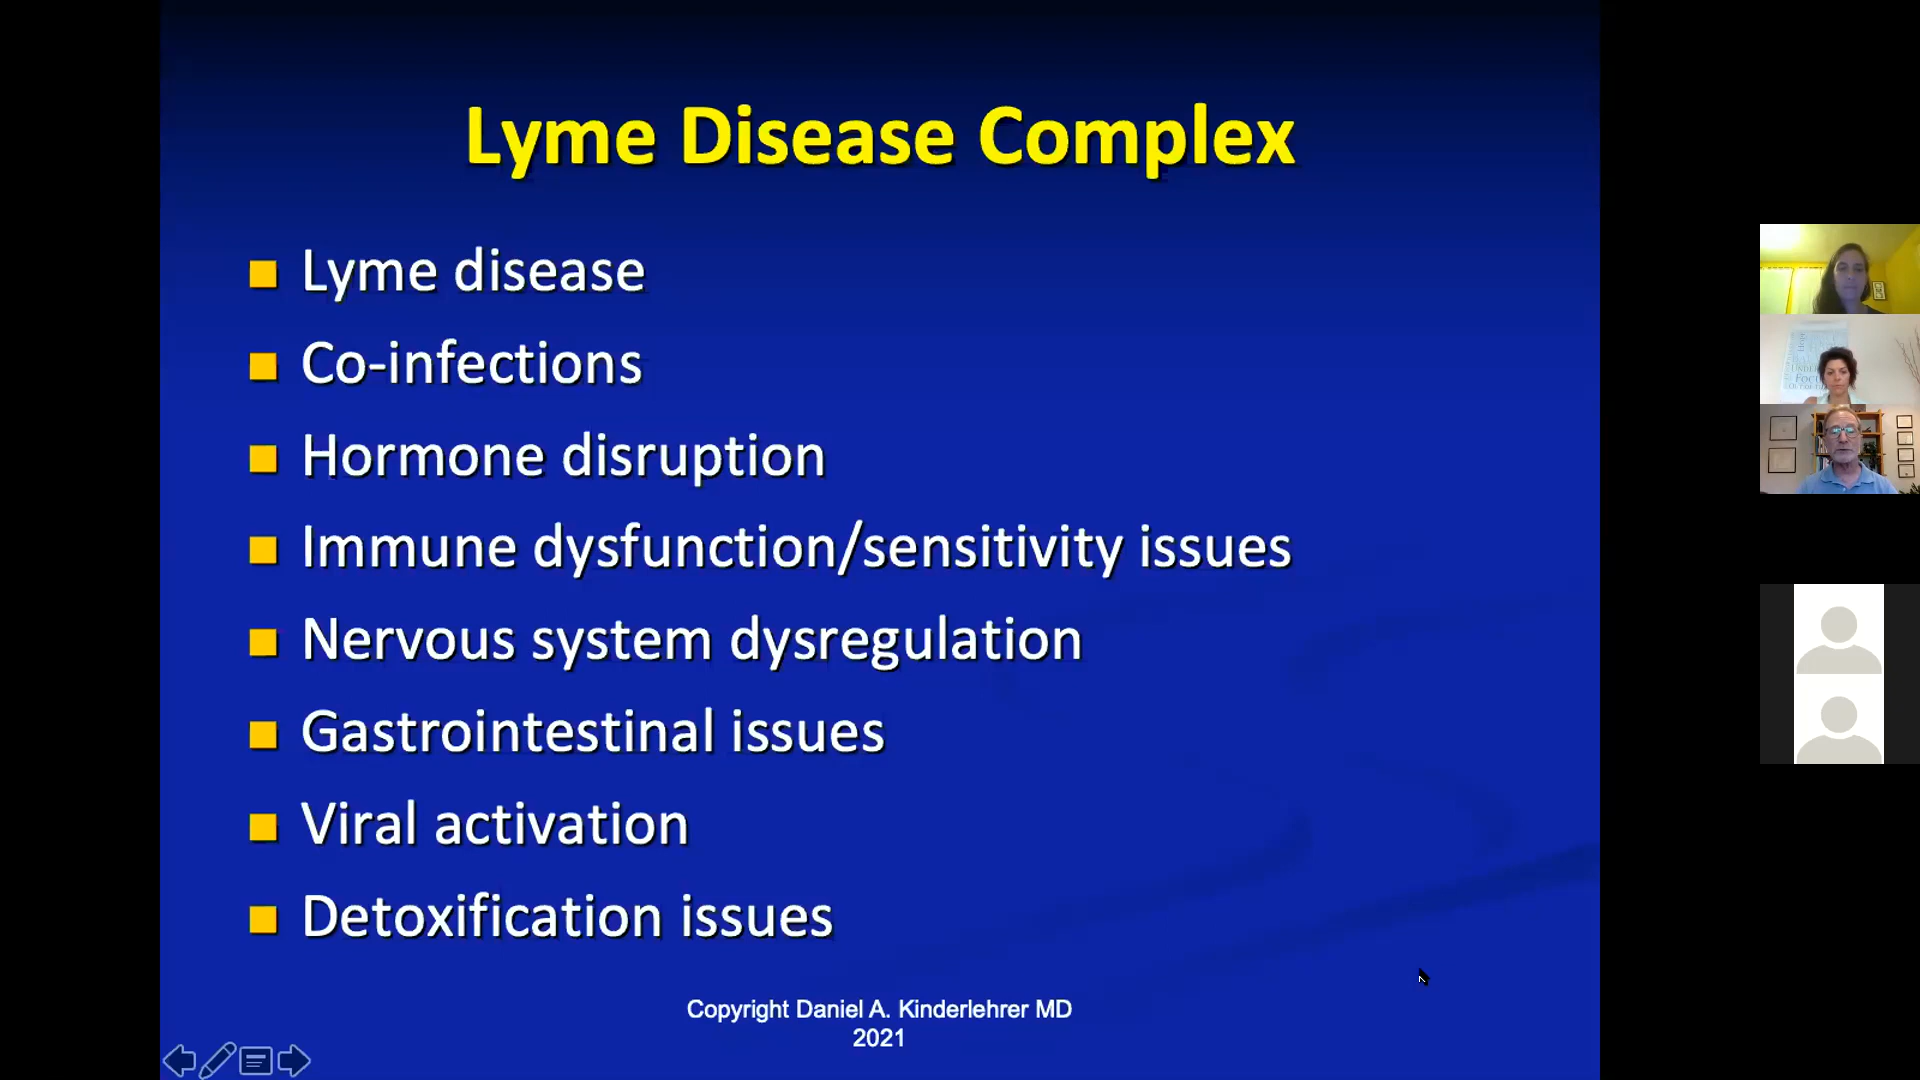 Lyme Disease Complex
Lyme disease
Co-infections
Hormone disruption
Immune dysfunction/sensitivity issues
Nervous system dysregulation
Gastrointestinal issues
Viral activation
Detoxification issues
Copyright Daniel A. Kinderlehrer MD
2021